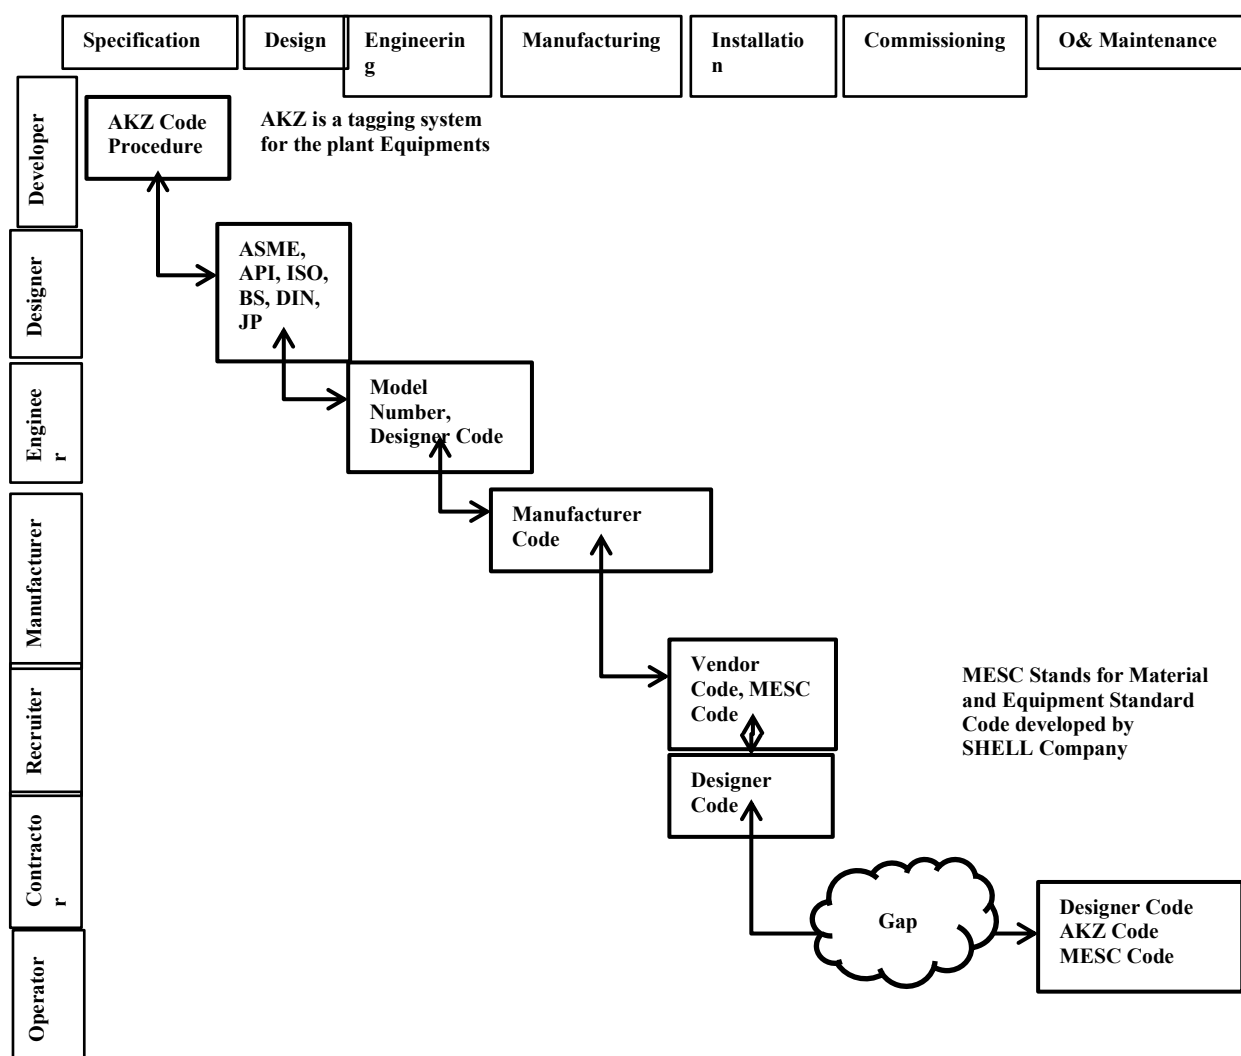 Specification
Design
Engineerin
g
Manufacturing
Installatio
n
Commissioning
O& Maintenance
Developer
AKZ Code
Procedure
AKZ is a tagging system
for the plant Equipments
Designer
ASME,
API, ISO,
BS, DIN,
JP
Enginee
r
Model
Number,
Designer Code
Manufacturer
Manufacturer
Code
Recruiter
Vendor
Code, MESC
Code
MESC Stands for Material
and Equipment Standard
Code developed by
SHELL Company
Designer
Code
Contracto
r
Gap
Designer Code
AKZ Code
MESC Code
Operator